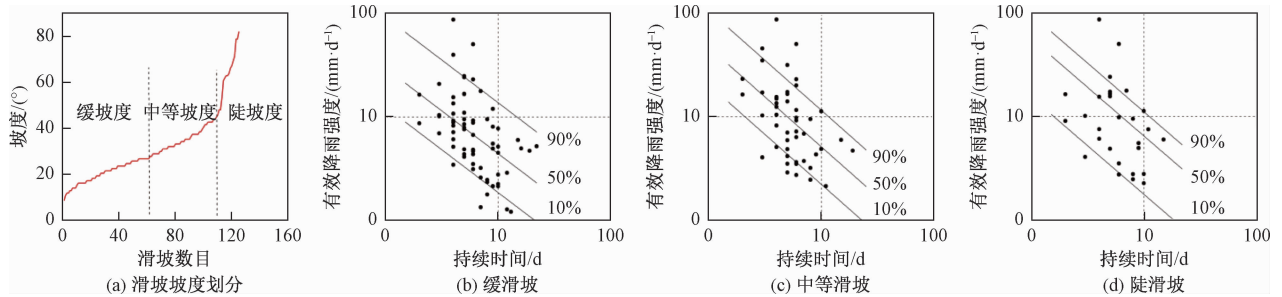 80
60
40
20
0
坡度/(°)
缓坡度
中等坡度
陡坡度
0
40
80
120
160
滑坡数目
(a) 滑坡坡度划分
100
10
0
有效降雨强度/(mm·d⁻¹)
90%
50%
10%
0
10
100
持续时间/d
(b) 缓滑坡
100
10
0
有效降雨强度/(mm·d⁻¹)
90%
50%
10%
0
10
100
持续时间/d
(c) 中等滑坡
100
10
0
有效降雨强度/(mm·d⁻¹)
90%
50%
10%
0
10
100
持续时间/d
(d) 陡滑坡